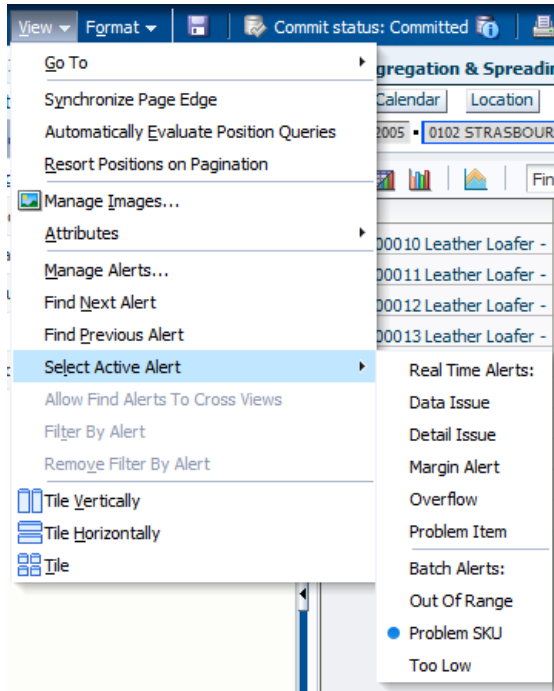 View Format Commit status: Committed
Go To
Synchronize Page Edge
Automatically Evaluate Position Queries
Resort Positions on Pagination
Manage Images...
Attributes
Manage Alerts...
Find Next Alert
Find Previous Alert
Select Active Alert
Allow Find Alerts To Cross Views
Filter By Alert
Remove Filter By Alert
Tile Vertically
Tile Horizontally
Tile
gregation & Spreadin
Calendar Location
2005 0102 STRASBOUR
Fin
00010 Leather Loafer -
00011 Leather Loafer -
00012 Leather Loafer -
00013 Leather Loafer -
Real Time Alerts:
Data Issue
Detail Issue
Margin Alert
Overflow
Problem Item
Batch Alerts:
Out Of Range
Problem SKU
Too Low